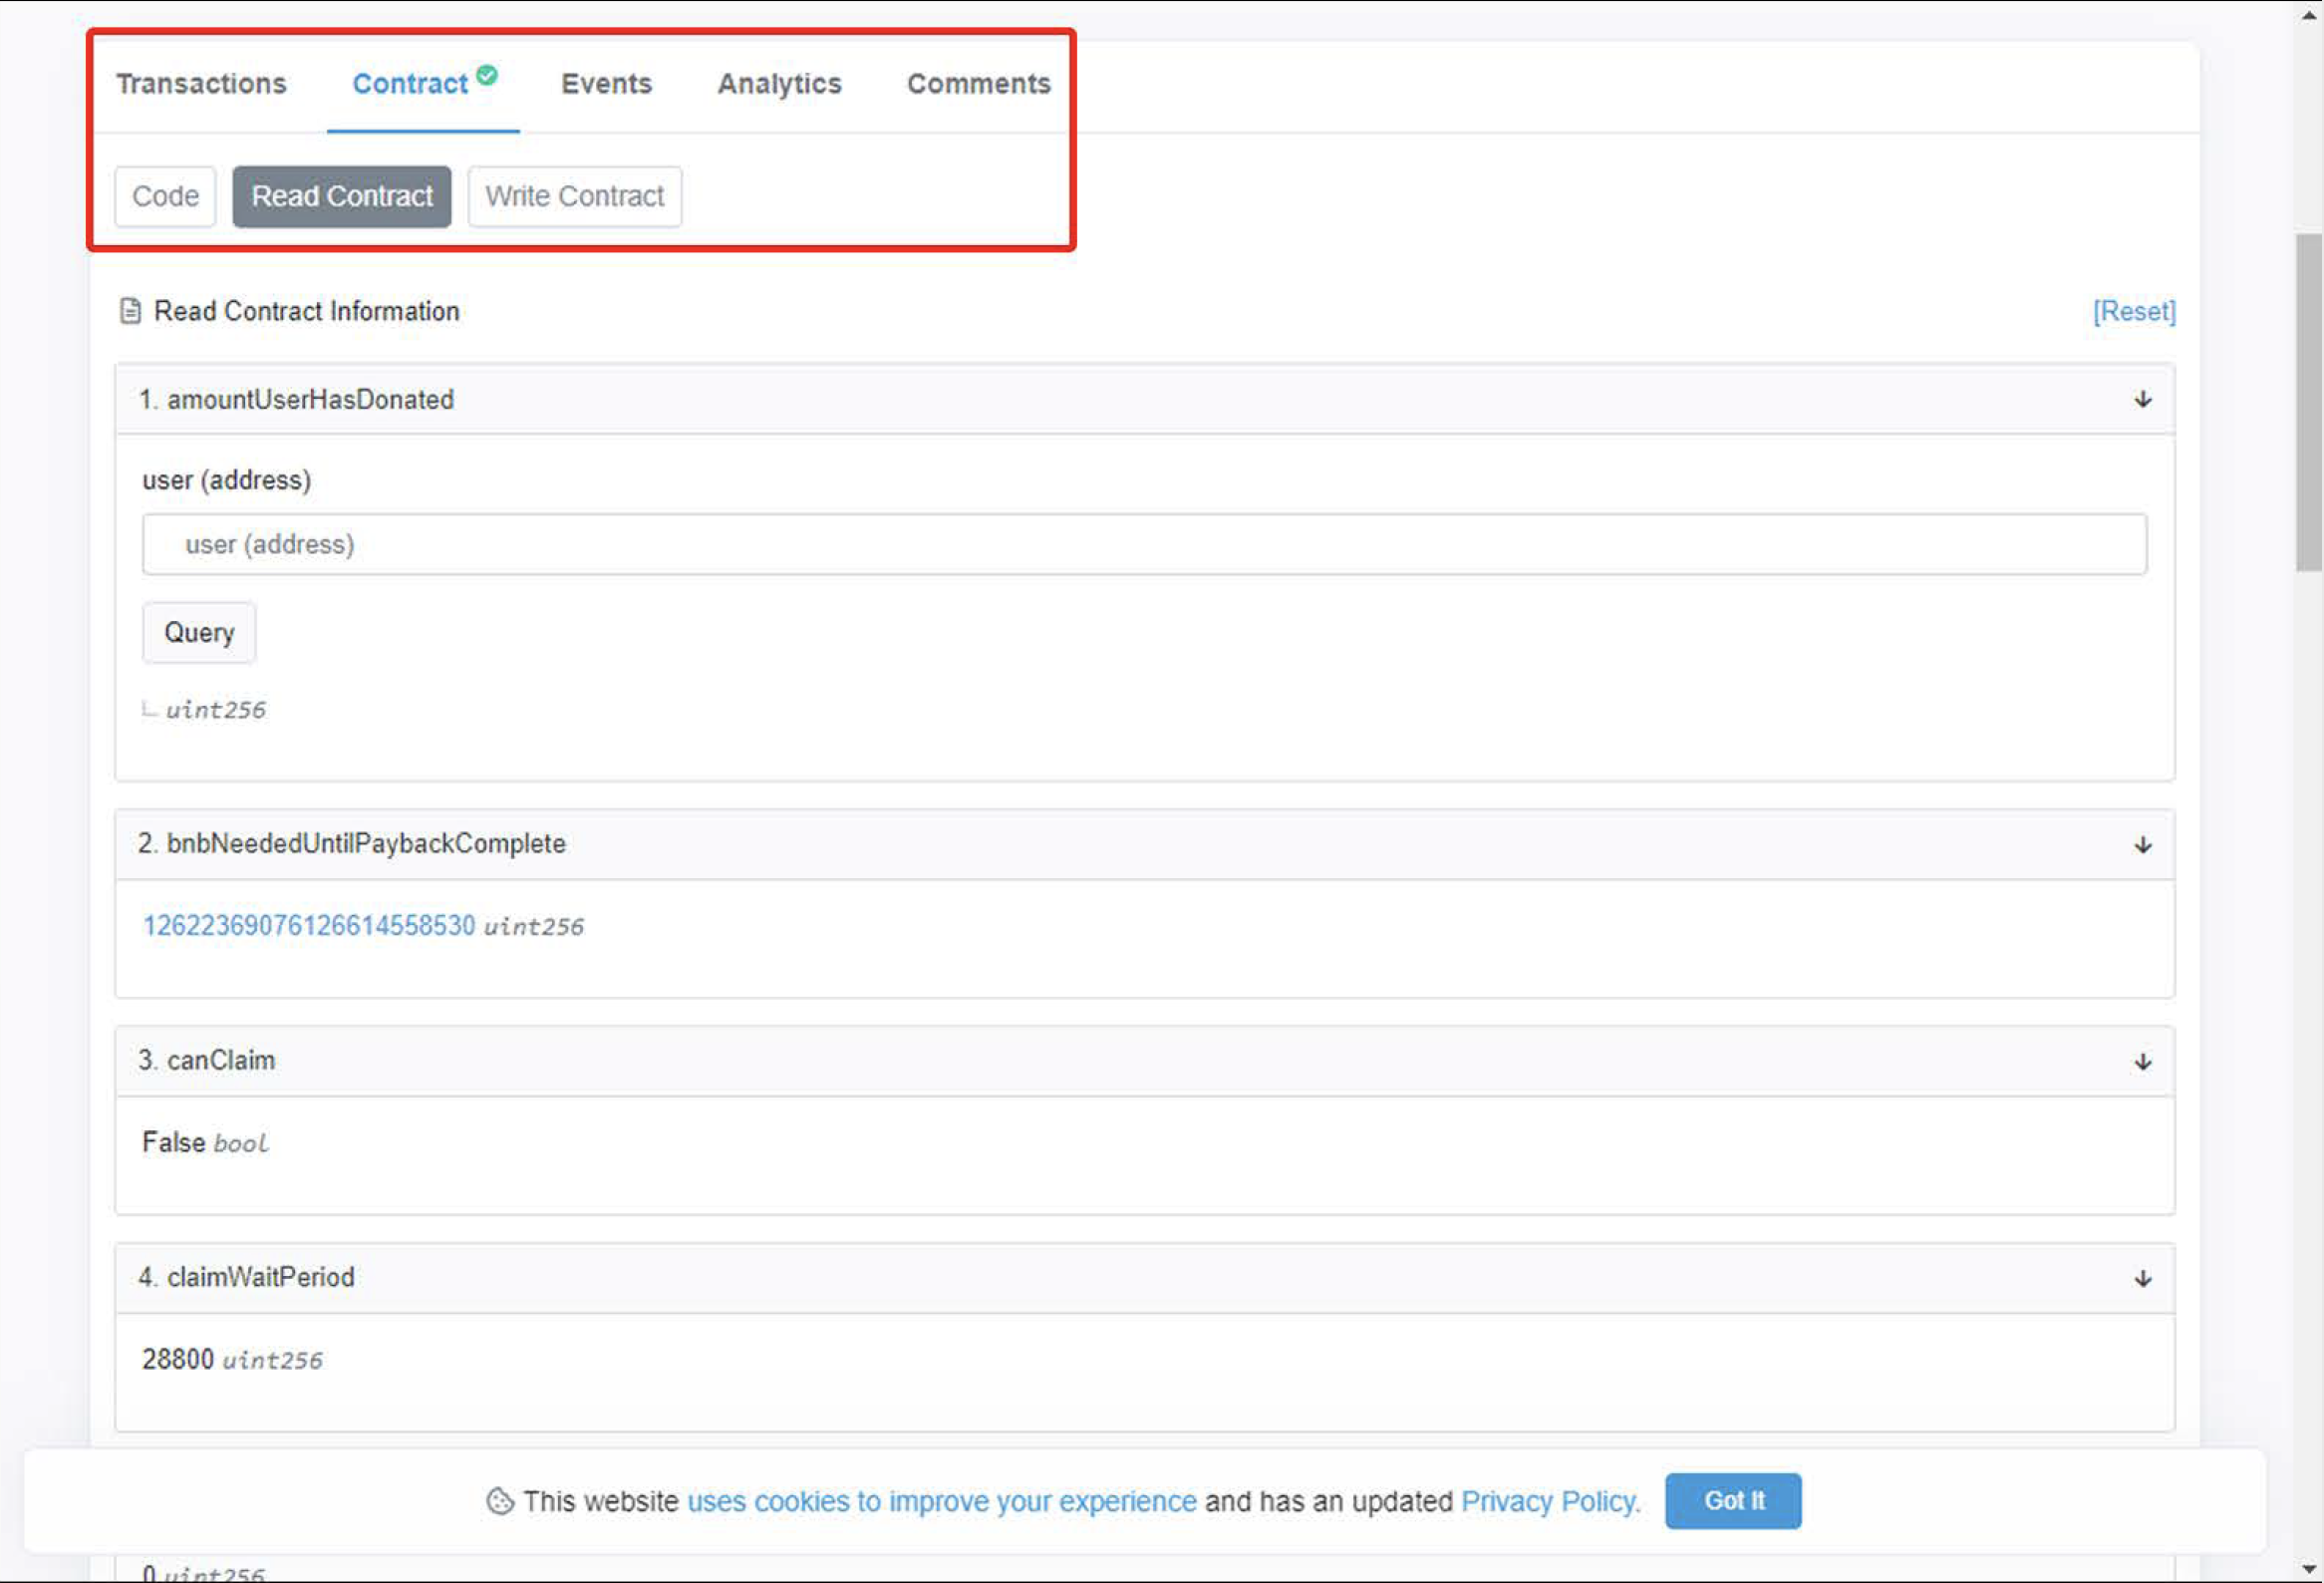 Transactions Contract Events Analytics Comments
Code Read Contract Write Contract
Read Contract Information [Reset]
1. amountUserHasDonated
user (address)
user (address)
Query
uint256
2. bnbNeededUntilPaybackComplete
12622369076126614558530 uint256
3. canClaim
False bool
4. claimWaitPeriod
28800 uint256
This website uses cookies to improve your experience and has an updated Privacy Policy. Got It
0 uint256